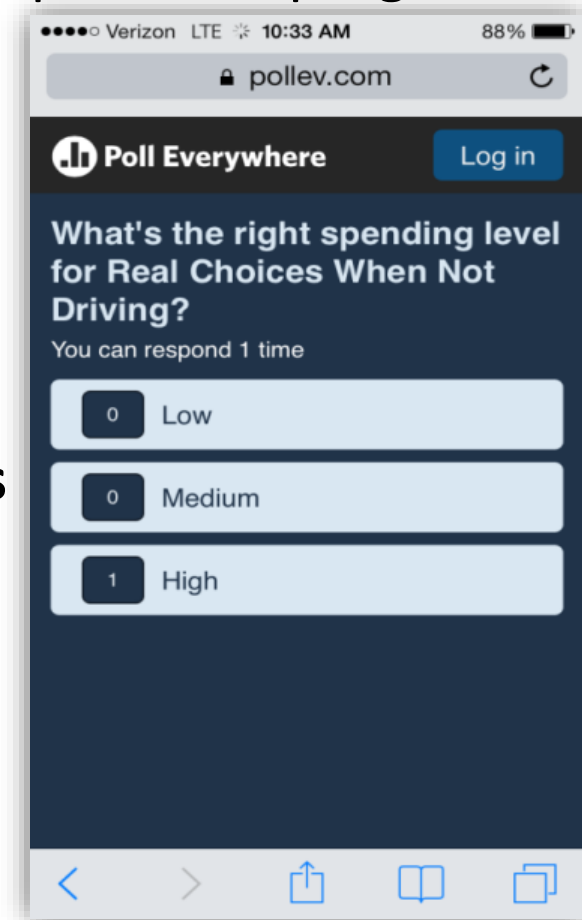 Verizon LTE 10:33 AM 88%
pollev.com
Poll Everywhere Log in
What's the right spending level
for Real Choices When Not
Driving?
You can respond 1 time
0 Low
s
0 Medium
1 High